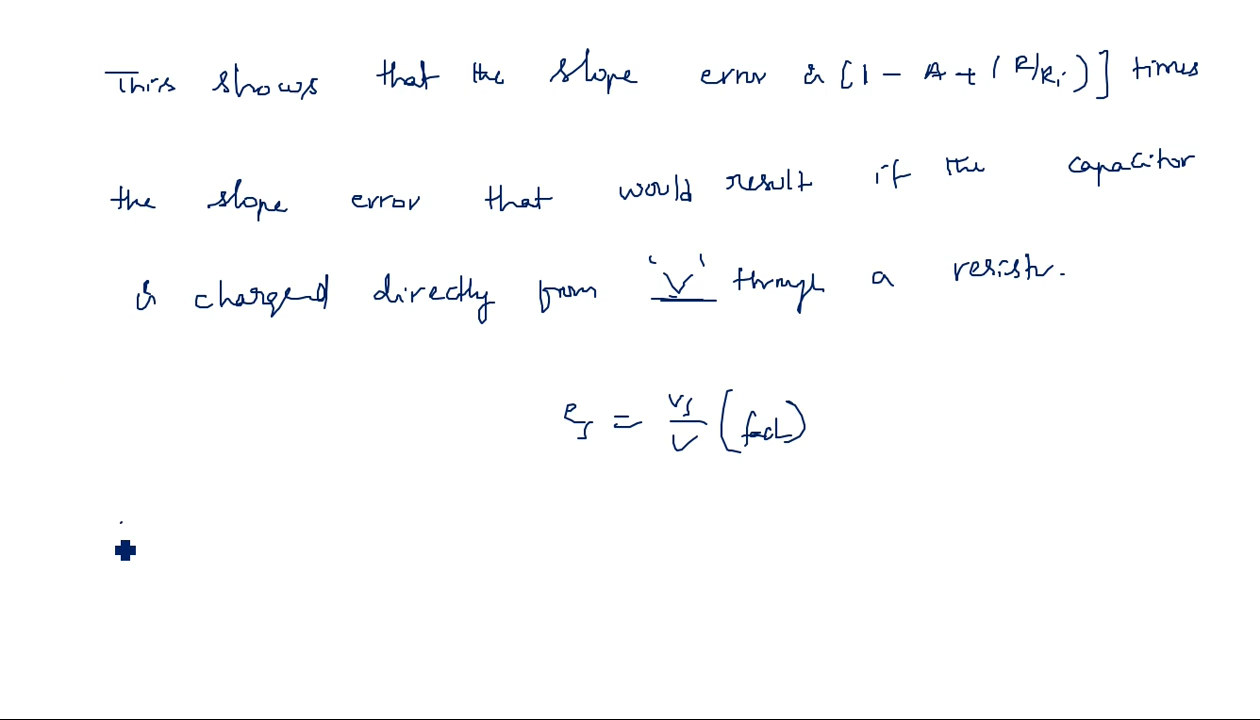 This shows that the slope error is [1 - A + (R/Ri)] times
the slope error that would result if the capacitor
is charged directly from 'V' through a resistor.
es = Vs/V (fact)